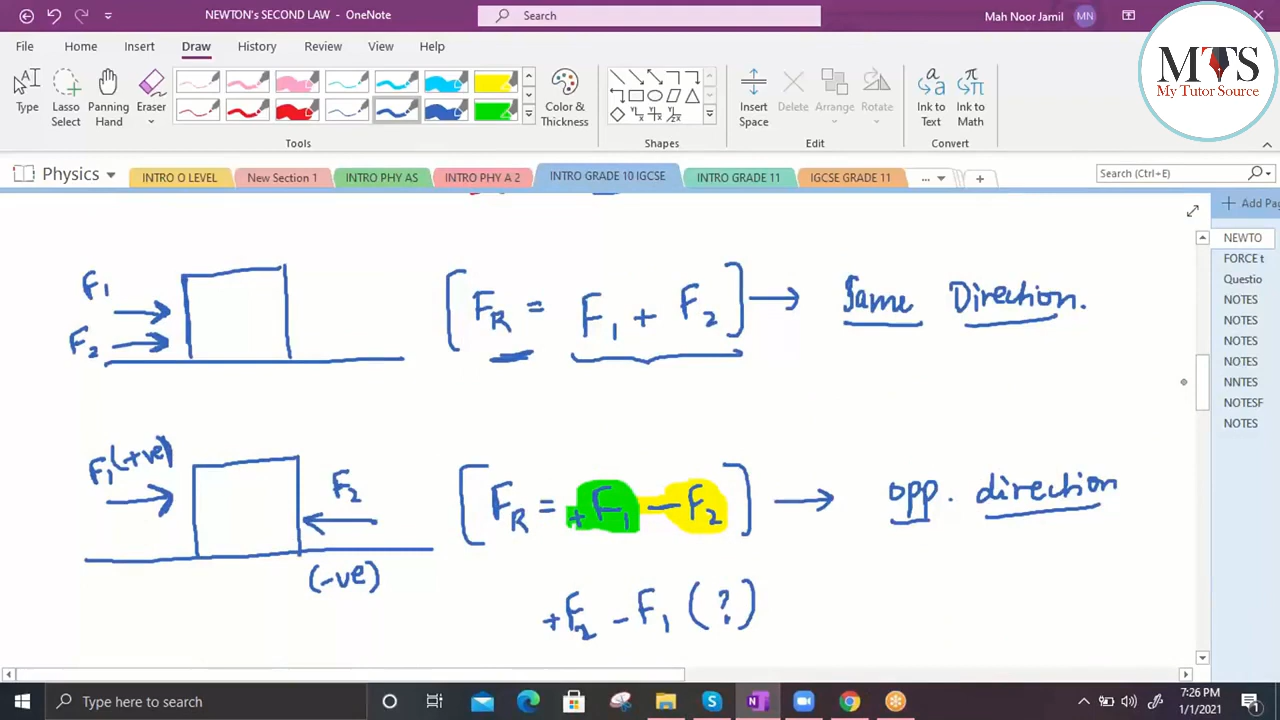 NEWTON's SECOND LAW - OneNote
Search
Mah Noor Jamil MN
MTS
My Tutor Source
File Home Insert Draw History Review View Help
Type
Lasso Select
Panning Hand
Eraser
Color & Thickness
Insert Space
Delete
Arrange
Rotate
Ink to Text
Ink to Math
Tools
Shapes
Edit
Convert
Physics
INTRO O LEVEL
New Section 1
INTRO PHY AS
INTRO PHY A 2
INTRO GRADE 10 IGCSE
INTRO GRADE 11
IGCSE GRADE 11
...
Search (Ctrl+E)
Add Pag
NEWTO
FORCE t
Questio
NOTES
NOTES
NOTES
NOTES
NNTES
NOTESF
NOTES
F₁
F₂
[F_R = F₁ + F₂] → Same Direction.
F₁(+ve)
F₂
(-ve)
[F_R = +F₁ − F₂] → opp. direction
+F₂ − F₁ (?)
Type here to search
7:26 PM
1/1/2021